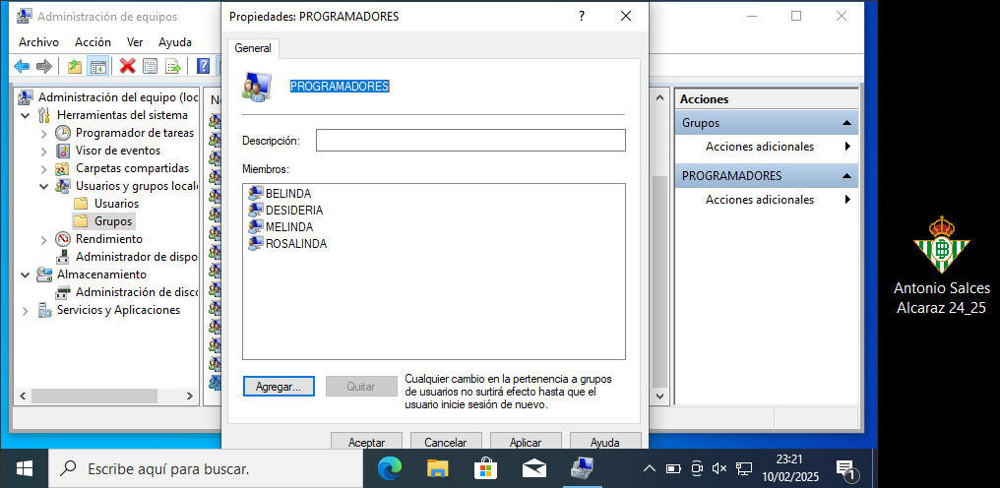 Administración de equipos
Archivo Acción Ver Ayuda
Administración del equipo (loc
Herramientas del sistema
Programador de tareas
Visor de eventos
Carpetas compartidas
Usuarios y grupos locale
Usuarios
Grupos
Rendimiento
Administrador de dispo
Almacenamiento
Administración de disco
Servicios y Aplicaciones
Propiedades: PROGRAMADORES
General
PROGRAMADORES
Descripción:
Miembros:
BELINDA
DESIDERIA
MELINDA
ROSALINDA
Agregar... Quitar
Cualquier cambio en la pertenencia a grupos
de usuarios no surtirá efecto hasta que el
usuario inicie sesión de nuevo.
Aceptar Cancelar Aplicar Ayuda
Acciones
Grupos
Acciones adicionales
PROGRAMADORES
Acciones adicionales
Antonio Salces
Alcaraz 24_25
Escribe aquí para buscar.
23:21
10/02/2025
1